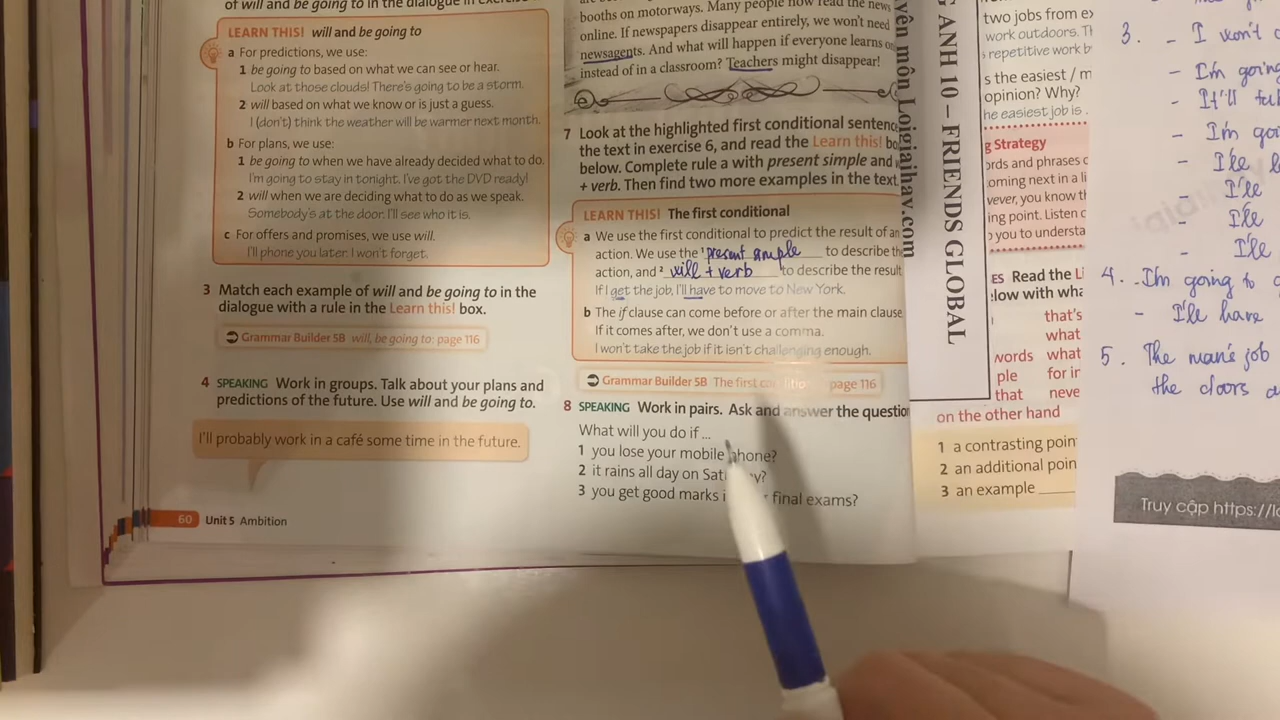 of will and be going to in the dialogue in
LEARN THIS! will and be going to
a For predictions, we use:
1 be going to based on what we can see or hear.
Look at those clouds! There's going to be a storm.
2 will based on what we know or is just a guess.
I (don't) think the weather will be warmer next month.
b For plans, we use:
1 be going to when we have already decided what to do.
I'm going to stay in tonight. I've got the DVD ready!
2 will when we are deciding what to do as we speak.
Somebody's at the door. I'll see who it is.
c For offers and promises, we use will.
I'll phone you later. I won't forget.
3 Match each example of will and be going to in the
dialogue with a rule in the Learn this! box.
Grammar Builder 5B will, be going to: page 116
4 SPEAKING Work in groups. Talk about your plans and
predictions of the future. Use will and be going to.
I'll probably work in a café some time in the future.
60 Unit 5 Ambition
booths on motorways. Many people now read the news
online. If newspapers disappear entirely, we won't need
newsagents. And what will happen if everyone learns
instead of in a classroom? Teachers might disappear!
7 Look at the highlighted first conditional
the text in exercise 6, and read the Learn this!
below. Complete rule a with present simple and
+ verb. Then find two more examples in the text.
LEARN THIS! The first conditional
a We use the first conditional to predict the result of an
action. We use the 1 present simple to describe the
action, and 2 will + verb to describe the result
If I get the job, I'll have to move to New York.
b The if clause can come before or after the main clause
If it comes after, we don't use a comma.
I won't take the job if it isn't challenging enough.
Grammar Builder 5B The first page 116
8 SPEAKING Work in pairs. Ask and answer the
What will you do if ...
1 you lose your mobile phone?
2 it rains all day on
3 you get good marks final exams?
môn Loigiaihay.com
ANH 10 – FRIENDS GLOBAL
two jobs from
work outdoors.
repetitive work
s the easiest /
opinion? Why?
he easiest job is
Strategy
ords and phrases
oming next in a
vever, you know
ing point. Listen
you to understa
Read the
low with
that's
what
words what
ple for
that
on the other hand
1 a contrasting
2 an additional
3 an example
3. - I won't
- I'm going
- It'll
- I'm
- I'll
- I'll
- I'll
- I'll
4. - I'm going to
- I'll have
5. The man's job
the doors
Truy cập